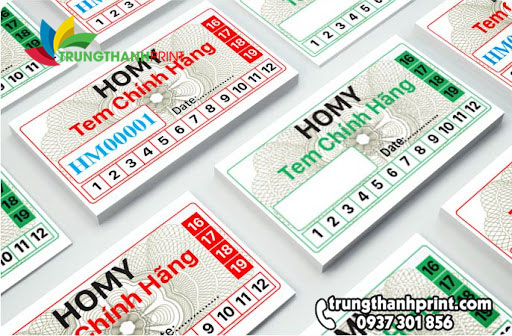 TRUNGTHANHPRINT
HOMY
Tem Chính Hãng
HM00001
Date:
16
17
18
19
1 2 3 4 5 6 7 8 9 10 11 12
HOMY
Tem Chính Hãng
Date:
16
17
18
19
1 2 3 4 5 6 7 8 9 10 11 12
HOMY
Tem Chính Hãng
16
17
18
19
9 10 11 12
trungthanhprint.com
0937 301 856